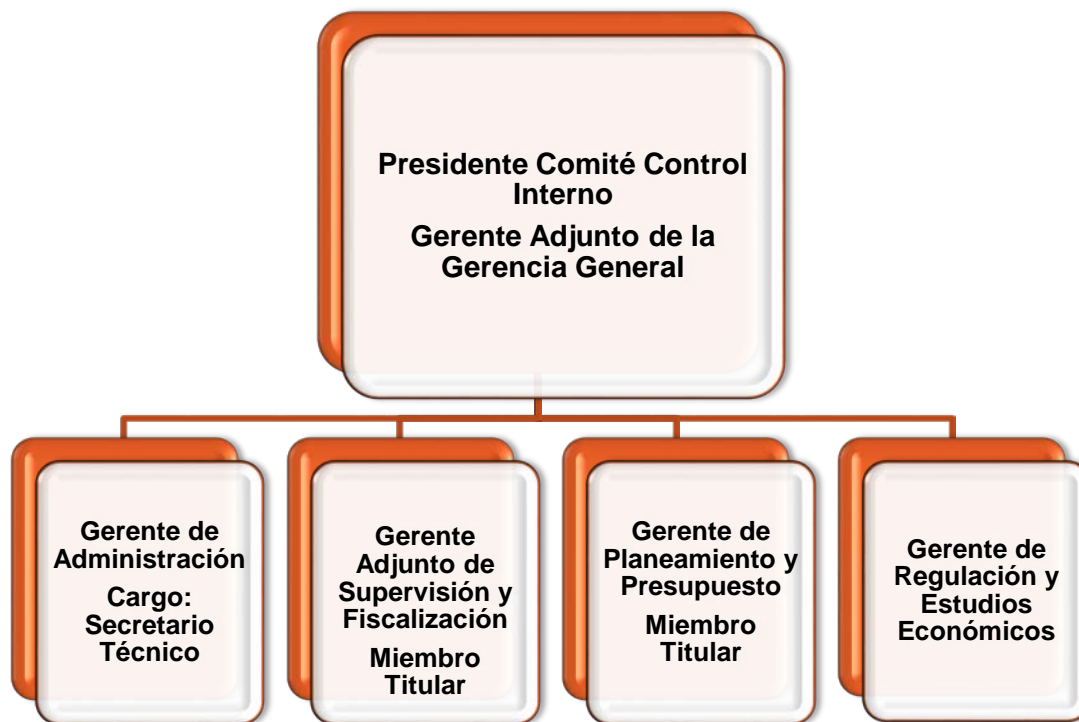 Presidente Comité Control
Interno
Gerente Adjunto de la
Gerencia General
Gerente de
Administración
Cargo:
Secretario
Técnico
Gerente
Adjunto de
Supervisión y
Fiscalización
Miembro
Titular
Gerente de
Planeamiento y
Presupuesto
Miembro
Titular
Gerente de
Regulación y
Estudios
Económicos